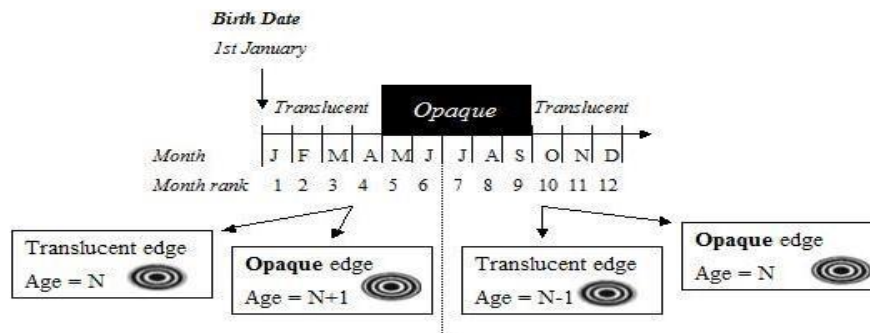 Birth Date
1st January
Translucent
Opaque
Translucent
Month J F M A M J J A S O N D
Month rank 1 2 3 4 5 6 7 8 9 10 11 12
Translucent edge
Age = N
Opaque edge
Age = N+1
Translucent edge
Age = N-1
Opaque edge
Age = N